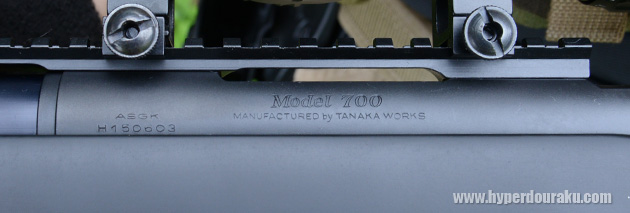 Model 700
ASGK
MANUFACTURED by TANAKA WORKS
H150603
www.hyperdouraku.com